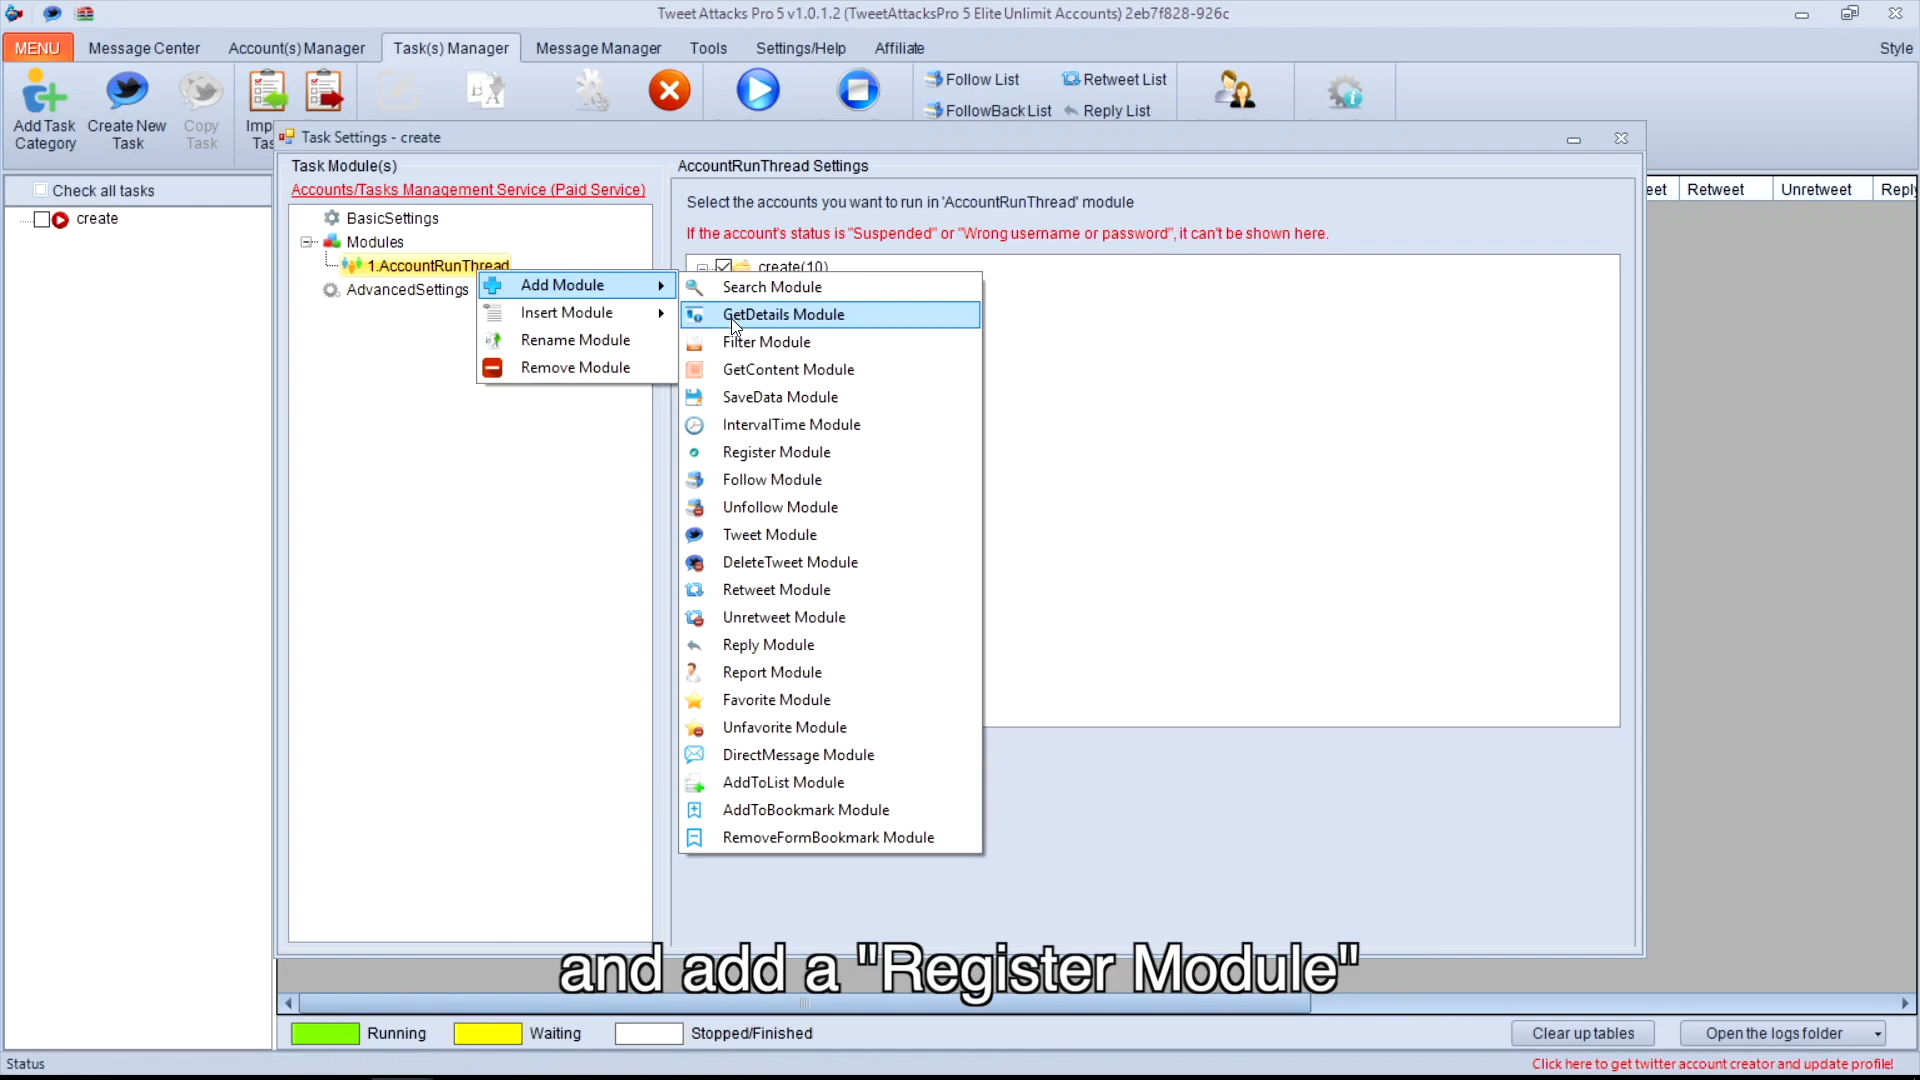 Tweet Attacks Pro 5 v1.0.1.2 (TweetAttacksPro 5 Elite Unlimit Accounts) 2eb7f828-926c
MENU
Message Center
Account(s) Manager
Task(s) Manager
Message Manager
Tools
Settings/Help
Affiliate
Style
Add Task Category
Create New Task
Copy Task
Follow List
Retweet List
FollowBack List
Reply List
Task Settings - create
Check all tasks
create
Task Module(s)
Accounts/Tasks Management Service (Paid Service)
BasicSettings
Modules
1.AccountRunThread
AdvancedSettings
Add Module
Insert Module
Rename Module
Remove Module
AccountRunThread Settings
Select the accounts you want to run in 'AccountRunThread' module
If the account's status is "Suspended" or "Wrong username or password", it can't be shown here.
create(10)
Search Module
GetDetails Module
Filter Module
GetContent Module
SaveData Module
IntervalTime Module
Register Module
Follow Module
Unfollow Module
Tweet Module
DeleteTweet Module
Retweet Module
Unretweet Module
Reply Module
Report Module
Favorite Module
Unfavorite Module
DirectMessage Module
AddToList Module
AddToBookmark Module
RemoveFormBookmark Module
Retweet
Unretweet
and add a "Register Module"
Running
Waiting
Stopped/Finished
Clear up tables
Open the logs folder
Status
Click here to get twitter account creator and update profile!